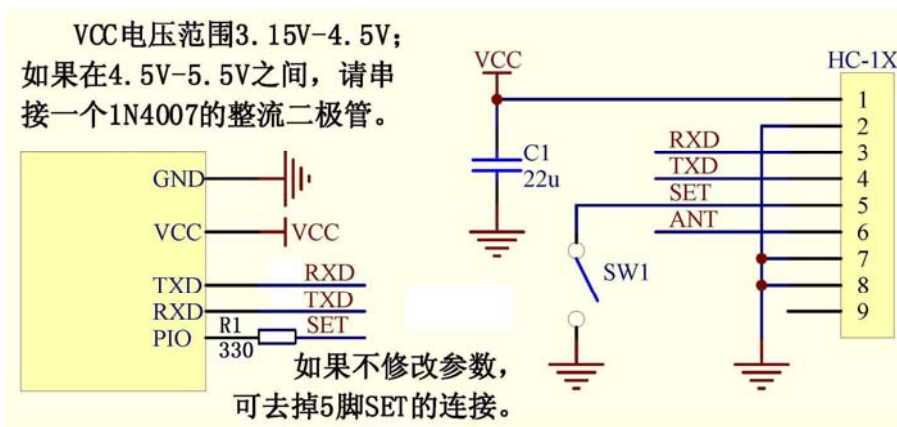 VCC电压范围3.15V-4.5V;
如果在4.5V-5.5V之间，请串
接一个1N4007的整流二极管。
VCC
HC-1X
C1
22u
RXD
TXD
SET
ANT
1
2
3
4
5
6
7
8
9
SW1
GND
VCC
VCC
TXD
RXD
RXD
TXD
PIO
R1
330
SET
如果不修改参数，
可去掉5脚SET的连接。